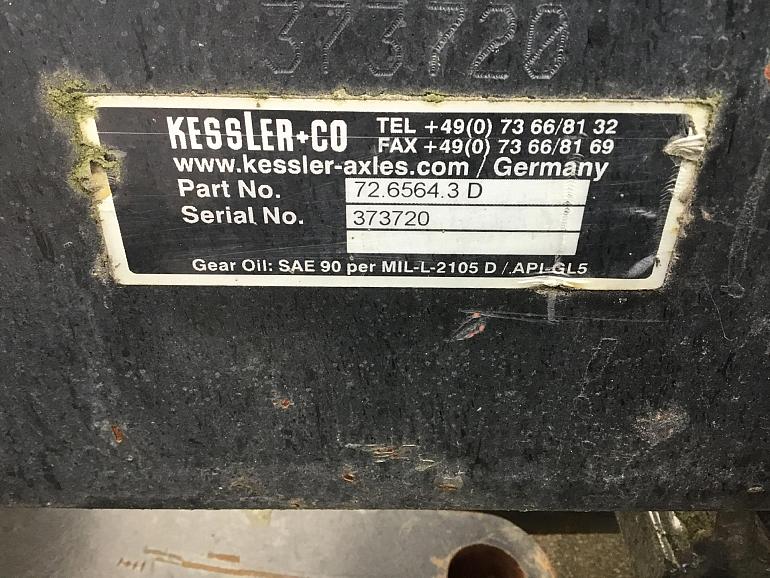 373720
KESSLER+CO TEL +49(0) 73 66/81 32
FAX +49(0) 73 66/81 69
www.kessler-axles.com / Germany
Part No. 72.6564.3 D
Serial No. 373720
Gear Oil: SAE 90 per MIL-L-2105 D / API-GL5